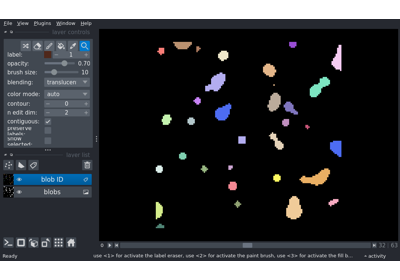 File View Plugins Window Help
layer controls
label: 1
opacity: 0.70
brush size: 10
blending: translucen
color mode: auto
contour: 0
n edit dim: 2
contiguous:
preserve labels:
show selected:
layer list
blob ID
blobs
32 63
Ready
use <1> for activate the label eraser, use <2> for activate the paint brush, use <3> for activate the fill b...
activity